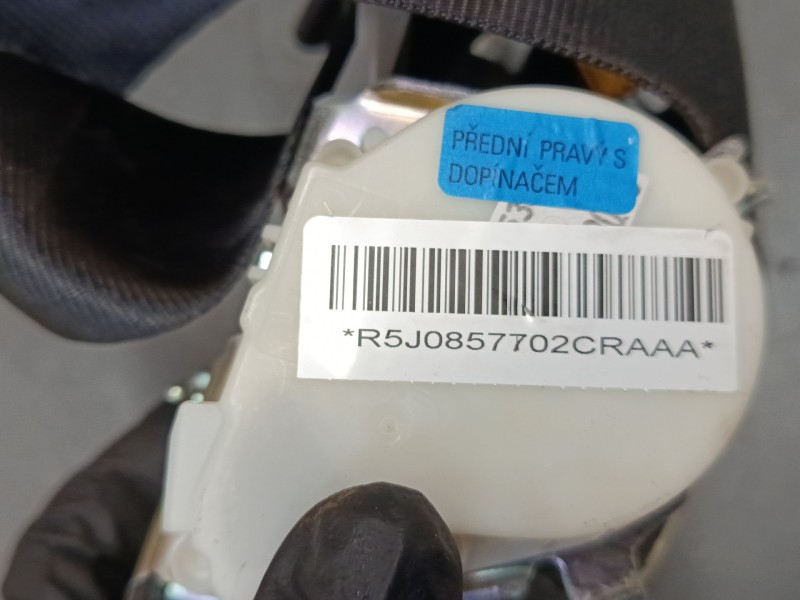 PŘEDNÍ PRAVÝ S
DOPÍNAČEM
*R5J0857702CRAAA*